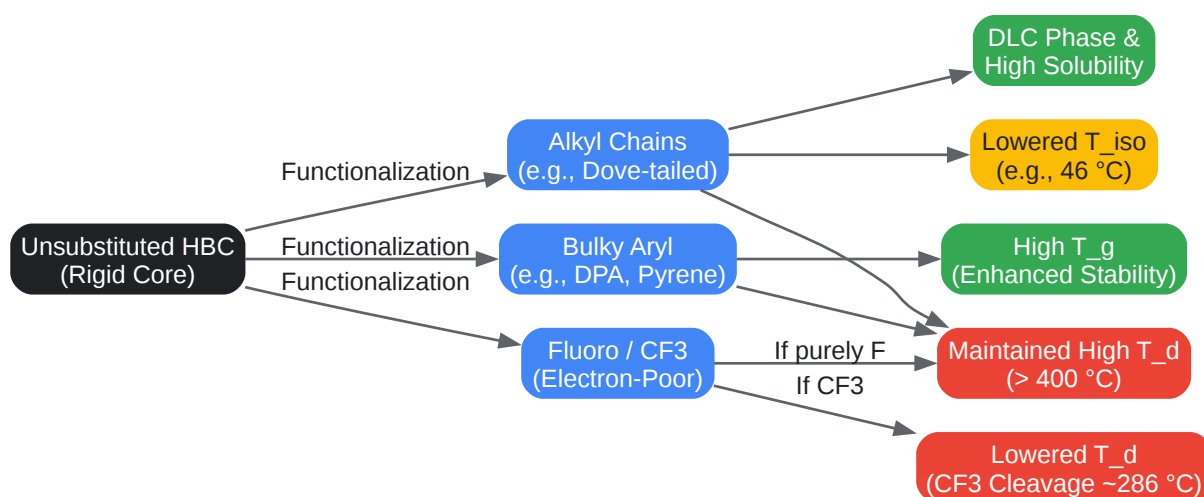 DLC Phase &
High Solubility
Alkyl Chains
(e.g., Dove-tailed)
Lowered T_iso
(e.g., 46 °C)
Functionalization
Unsubstituted HBC
(Rigid Core)
Functionalization
Bulky Aryl
(e.g., DPA, Pyrene)
High T_g
(Enhanced Stability)
Functionalization
Fluoro / CF3
(Electron-Poor)
If purely F
Maintained High T_d
(> 400 °C)
If CF3
Lowered T_d
(CF3 Cleavage ~286 °C)